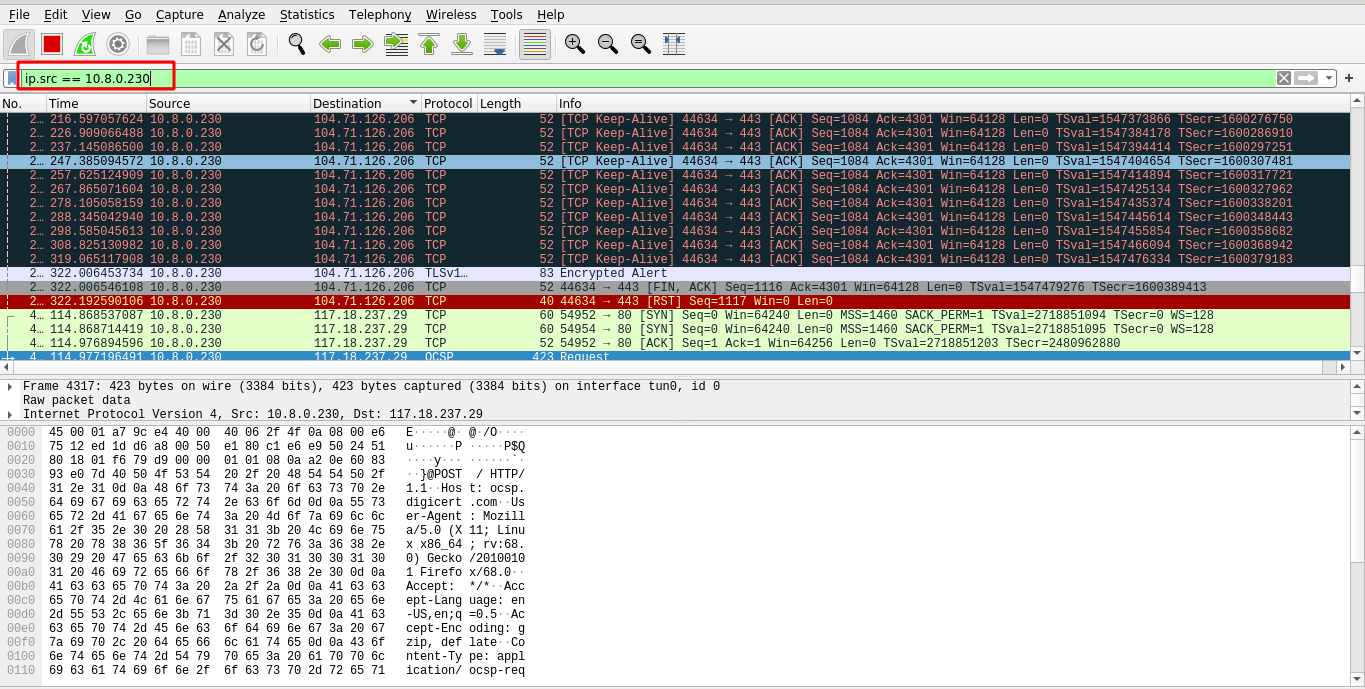 File Edit View Go Capture Analyze Statistics Telephony Wireless Tools Help
ip.src == 10.8.0.230
No. Time Source Destination Protocol Length Info
2… 216.597057624 10.8.0.230 104.71.126.206 TCP 52 [TCP Keep-Alive] 44634 → 443 [ACK] Seq=1084 Ack=4301 Win=64128 Len=0 TSval=1547373866 TSecr=1600276750
2… 226.909066488 10.8.0.230 104.71.126.206 TCP 52 [TCP Keep-Alive] 44634 → 443 [ACK] Seq=1084 Ack=4301 Win=64128 Len=0 TSval=1547384178 TSecr=1600286910
2… 237.145086500 10.8.0.230 104.71.126.206 TCP 52 [TCP Keep-Alive] 44634 → 443 [ACK] Seq=1084 Ack=4301 Win=64128 Len=0 TSval=1547394414 TSecr=1600297251
2… 247.385094572 10.8.0.230 104.71.126.206 TCP 52 [TCP Keep-Alive] 44634 → 443 [ACK] Seq=1084 Ack=4301 Win=64128 Len=0 TSval=1547404654 TSecr=1600307481
2… 257.625124909 10.8.0.230 104.71.126.206 TCP 52 [TCP Keep-Alive] 44634 → 443 [ACK] Seq=1084 Ack=4301 Win=64128 Len=0 TSval=1547414894 TSecr=1600317721
2… 267.865071604 10.8.0.230 104.71.126.206 TCP 52 [TCP Keep-Alive] 44634 → 443 [ACK] Seq=1084 Ack=4301 Win=64128 Len=0 TSval=1547425134 TSecr=1600327962
2… 278.105058159 10.8.0.230 104.71.126.206 TCP 52 [TCP Keep-Alive] 44634 → 443 [ACK] Seq=1084 Ack=4301 Win=64128 Len=0 TSval=1547435374 TSecr=1600338201
2… 288.345042940 10.8.0.230 104.71.126.206 TCP 52 [TCP Keep-Alive] 44634 → 443 [ACK] Seq=1084 Ack=4301 Win=64128 Len=0 TSval=1547445614 TSecr=1600348443
2… 298.585045613 10.8.0.230 104.71.126.206 TCP 52 [TCP Keep-Alive] 44634 → 443 [ACK] Seq=1084 Ack=4301 Win=64128 Len=0 TSval=1547455854 TSecr=1600358682
2… 308.825130982 10.8.0.230 104.71.126.206 TCP 52 [TCP Keep-Alive] 44634 → 443 [ACK] Seq=1084 Ack=4301 Win=64128 Len=0 TSval=1547466094 TSecr=1600368942
2… 319.065117908 10.8.0.230 104.71.126.206 TCP 52 [TCP Keep-Alive] 44634 → 443 [ACK] Seq=1084 Ack=4301 Win=64128 Len=0 TSval=1547476334 TSecr=1600379183
2… 322.006453734 10.8.0.230 104.71.126.206 TLSv1… 83 Encrypted Alert
2… 322.006546108 10.8.0.230 104.71.126.206 TCP 52 44634 → 443 [FIN, ACK] Seq=1116 Ack=4301 Win=64128 Len=0 TSval=1547479276 TSecr=1600389413
2… 322.192590106 10.8.0.230 104.71.126.206 TCP 40 44634 → 443 [RST] Seq=1117 Win=0 Len=0
4… 114.868537087 10.8.0.230 117.18.237.29 TCP 60 54952 → 80 [SYN] Seq=0 Win=64240 Len=0 MSS=1460 SACK_PERM=1 TSval=2718851094 TSecr=0 WS=128
4… 114.868714419 10.8.0.230 117.18.237.29 TCP 60 54954 → 80 [SYN] Seq=0 Win=64240 Len=0 MSS=1460 SACK_PERM=1 TSval=2718851095 TSecr=0 WS=128
4… 114.976894596 10.8.0.230 117.18.237.29 TCP 52 54952 → 80 [ACK] Seq=1 Ack=1 Win=64256 Len=0 TSval=2718851203 TSecr=2480962880
4… 114.977196491 10.8.0.230 117.18.237.29 OCSP 423 Request
Frame 4317: 423 bytes on wire (3384 bits), 423 bytes captured (3384 bits) on interface tun0, id 0
Raw packet data
Internet Protocol Version 4, Src: 10.8.0.230, Dst: 117.18.237.29
0000 45 00 01 a7 9c e4 40 00 40 06 2f 4f 0a 08 00 e6 E·····@· @·/O····
0010 75 12 ed 1d d6 a8 00 50 e1 80 c1 e6 e9 50 24 51 u······P ·····P$Q
0020 80 18 01 f6 79 d9 00 00 01 01 08 0a a2 0e 60 83 ····y··· ······`·
0030 93 e0 7d 40 50 4f 53 54 20 2f 20 48 54 54 50 2f ··}@POST / HTTP/
0040 31 2e 31 0d 0a 48 6f 73 74 3a 20 6f 63 73 70 2e 1.1··Hos t: ocsp.
0050 64 69 67 69 63 65 72 74 2e 63 6f 6d 0d 0a 55 73 digicert .com··Us
0060 65 72 2d 41 67 65 6e 74 3a 20 4d 6f 7a 69 6c 6c er-Agent : Mozill
0070 61 2f 35 2e 30 20 28 58 31 31 3b 20 4c 69 6e 75 a/5.0 (X 11; Linu
0080 78 20 78 38 36 5f 36 34 3b 20 72 76 3a 36 38 2e x x86_64 ; rv:68.
0090 30 29 20 47 65 63 6b 6f 2f 32 30 31 30 30 31 30 0) Gecko /2010010
00a0 31 20 46 69 72 65 66 6f 78 2f 36 38 2e 30 0d 0a 1 Firefo x/68.0··
00b0 41 63 63 65 70 74 3a 20 2a 2f 2a 0d 0a 41 63 63 Accept: */*··Acc
00c0 65 70 74 2d 4c 61 6e 67 75 61 67 65 3a 20 65 6e ept-Lang uage: en
00d0 2d 55 53 2c 65 6e 3b 71 3d 30 2e 35 0d 0a 41 63 -US,en;q =0.5··Ac
00e0 63 65 70 74 2d 45 6e 63 6f 64 69 6e 67 3a 20 67 cept-Enc oding: g
00f0 7a 69 70 2c 20 64 65 66 6c 61 74 65 0d 0a 43 6f zip, def late··Co
0100 6e 74 65 6e 74 2d 54 79 70 65 3a 20 61 70 70 6c ntent-Ty pe: appl
0110 69 63 61 74 69 6f 6e 2f 6f 63 73 70 2d 72 65 71 ication/ ocsp-req